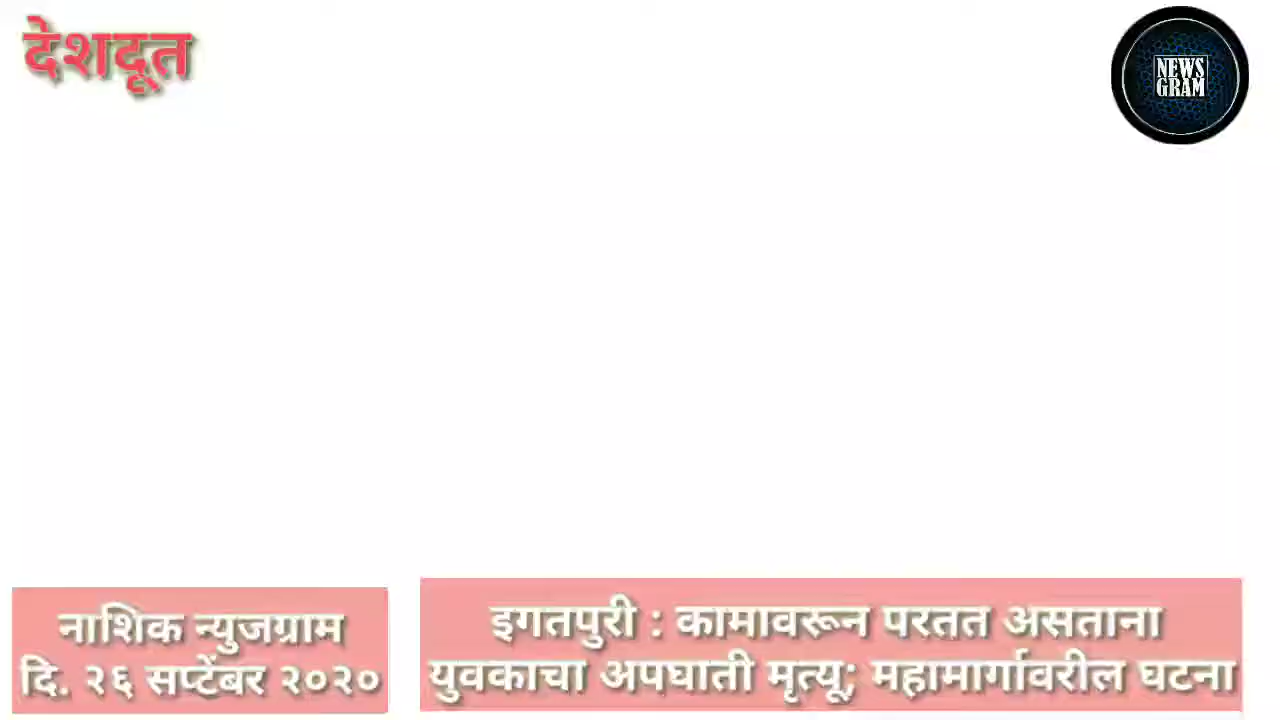 देशदूत
NEWS
GRAM
नाशिक न्युजग्राम
दि. २६ सप्टेंबर २०२०
इगतपुरी : कामावरून परतत असताना
युवकाचा अपघाती मृत्यू; महामार्गावरील घटना